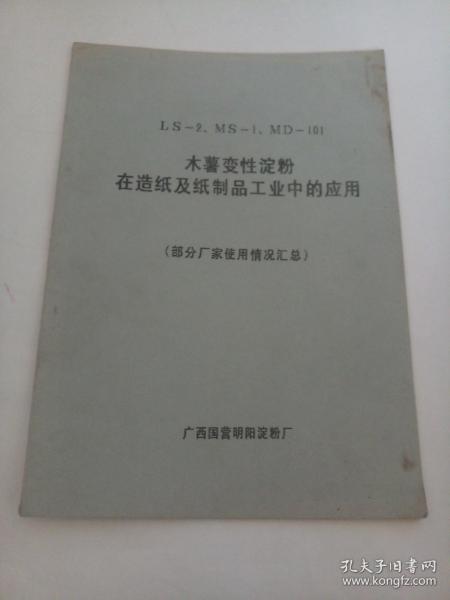 LS-2、MS-1、MD-101
木薯变性淀粉
在造纸及纸制品工业中的应用
(部分厂家使用情况汇总)
广西国营明阳淀粉厂
孔夫子旧书网
www.kongfz.com